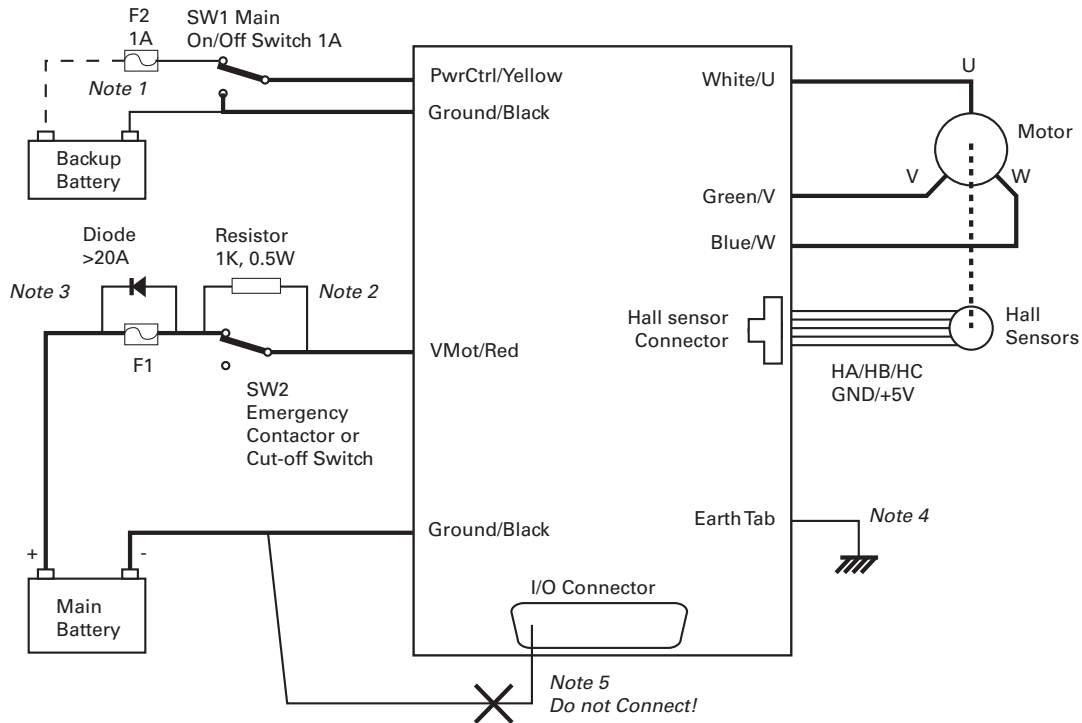 F2
1A
SW1 Main
On/Off Switch 1A
Note 1
Backup
Battery
PwrCtrl/Yellow
Ground/Black
White/U
U
Motor
V
W
Green/V
Blue/W
Diode
>20A
Resistor
1K, 0.5W
Note 3
Note 2
F1
VMot/Red
SW2
Emergency
Contactor or
Cut-off Switch
Hall sensor
Connector
Hall
Sensors
HA/HB/HC
GND/+5V
Ground/Black
Earth Tab
Note 4
+
-
Main
Battery
I/O Connector
Note 5
Do not Connect!